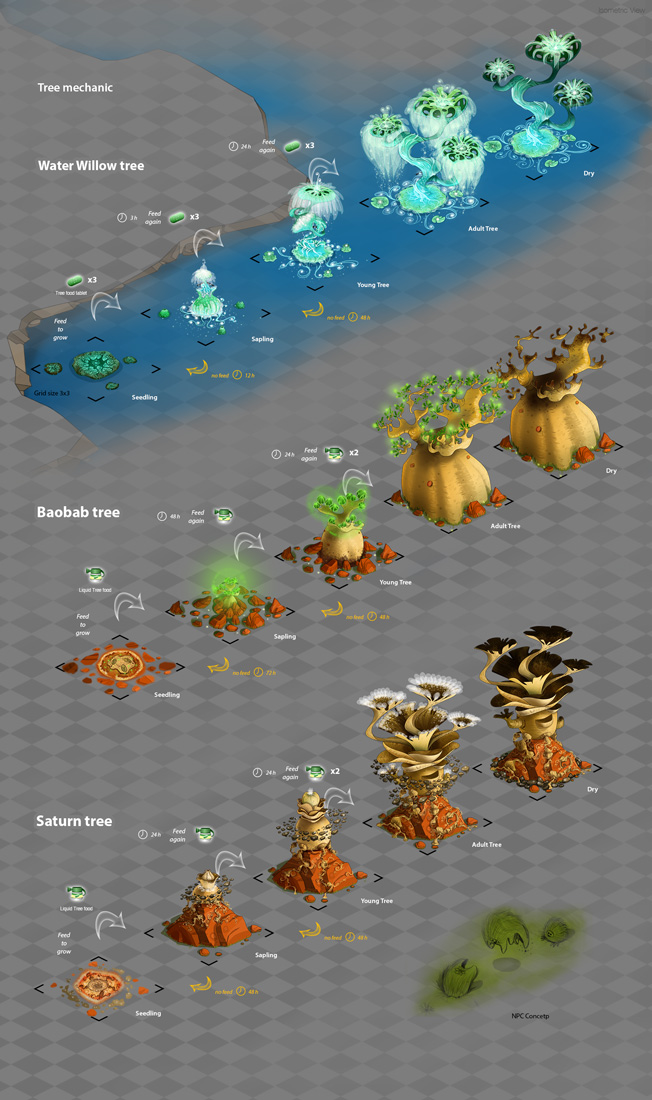 isometric view
Tree mechanic
Water Willow tree
24 h
Feed
again
x3
Dry
3 h
Feed
again
x3
Adult Tree
x3
Tree food tablet
Young Tree
Feed
to
grow
no feed 48 h
Sapling
no feed 12 h
Grid size 3x3
Seedling
24 h
Feed
again
x2
Dry
Baobab tree
48 h
Feed
again
Adult Tree
Liquid Tree food
Young Tree
Feed
to
grow
no feed 48 h
Sapling
no feed 72 h
Seedling
24 h
Feed
again
x2
Dry
Saturn tree
24 h
Feed
again
Adult Tree
Liquid Tree food
Young Tree
Feed
to
grow
no feed 48 h
Sapling
no feed 48 h
Seedling
NPC Concetp